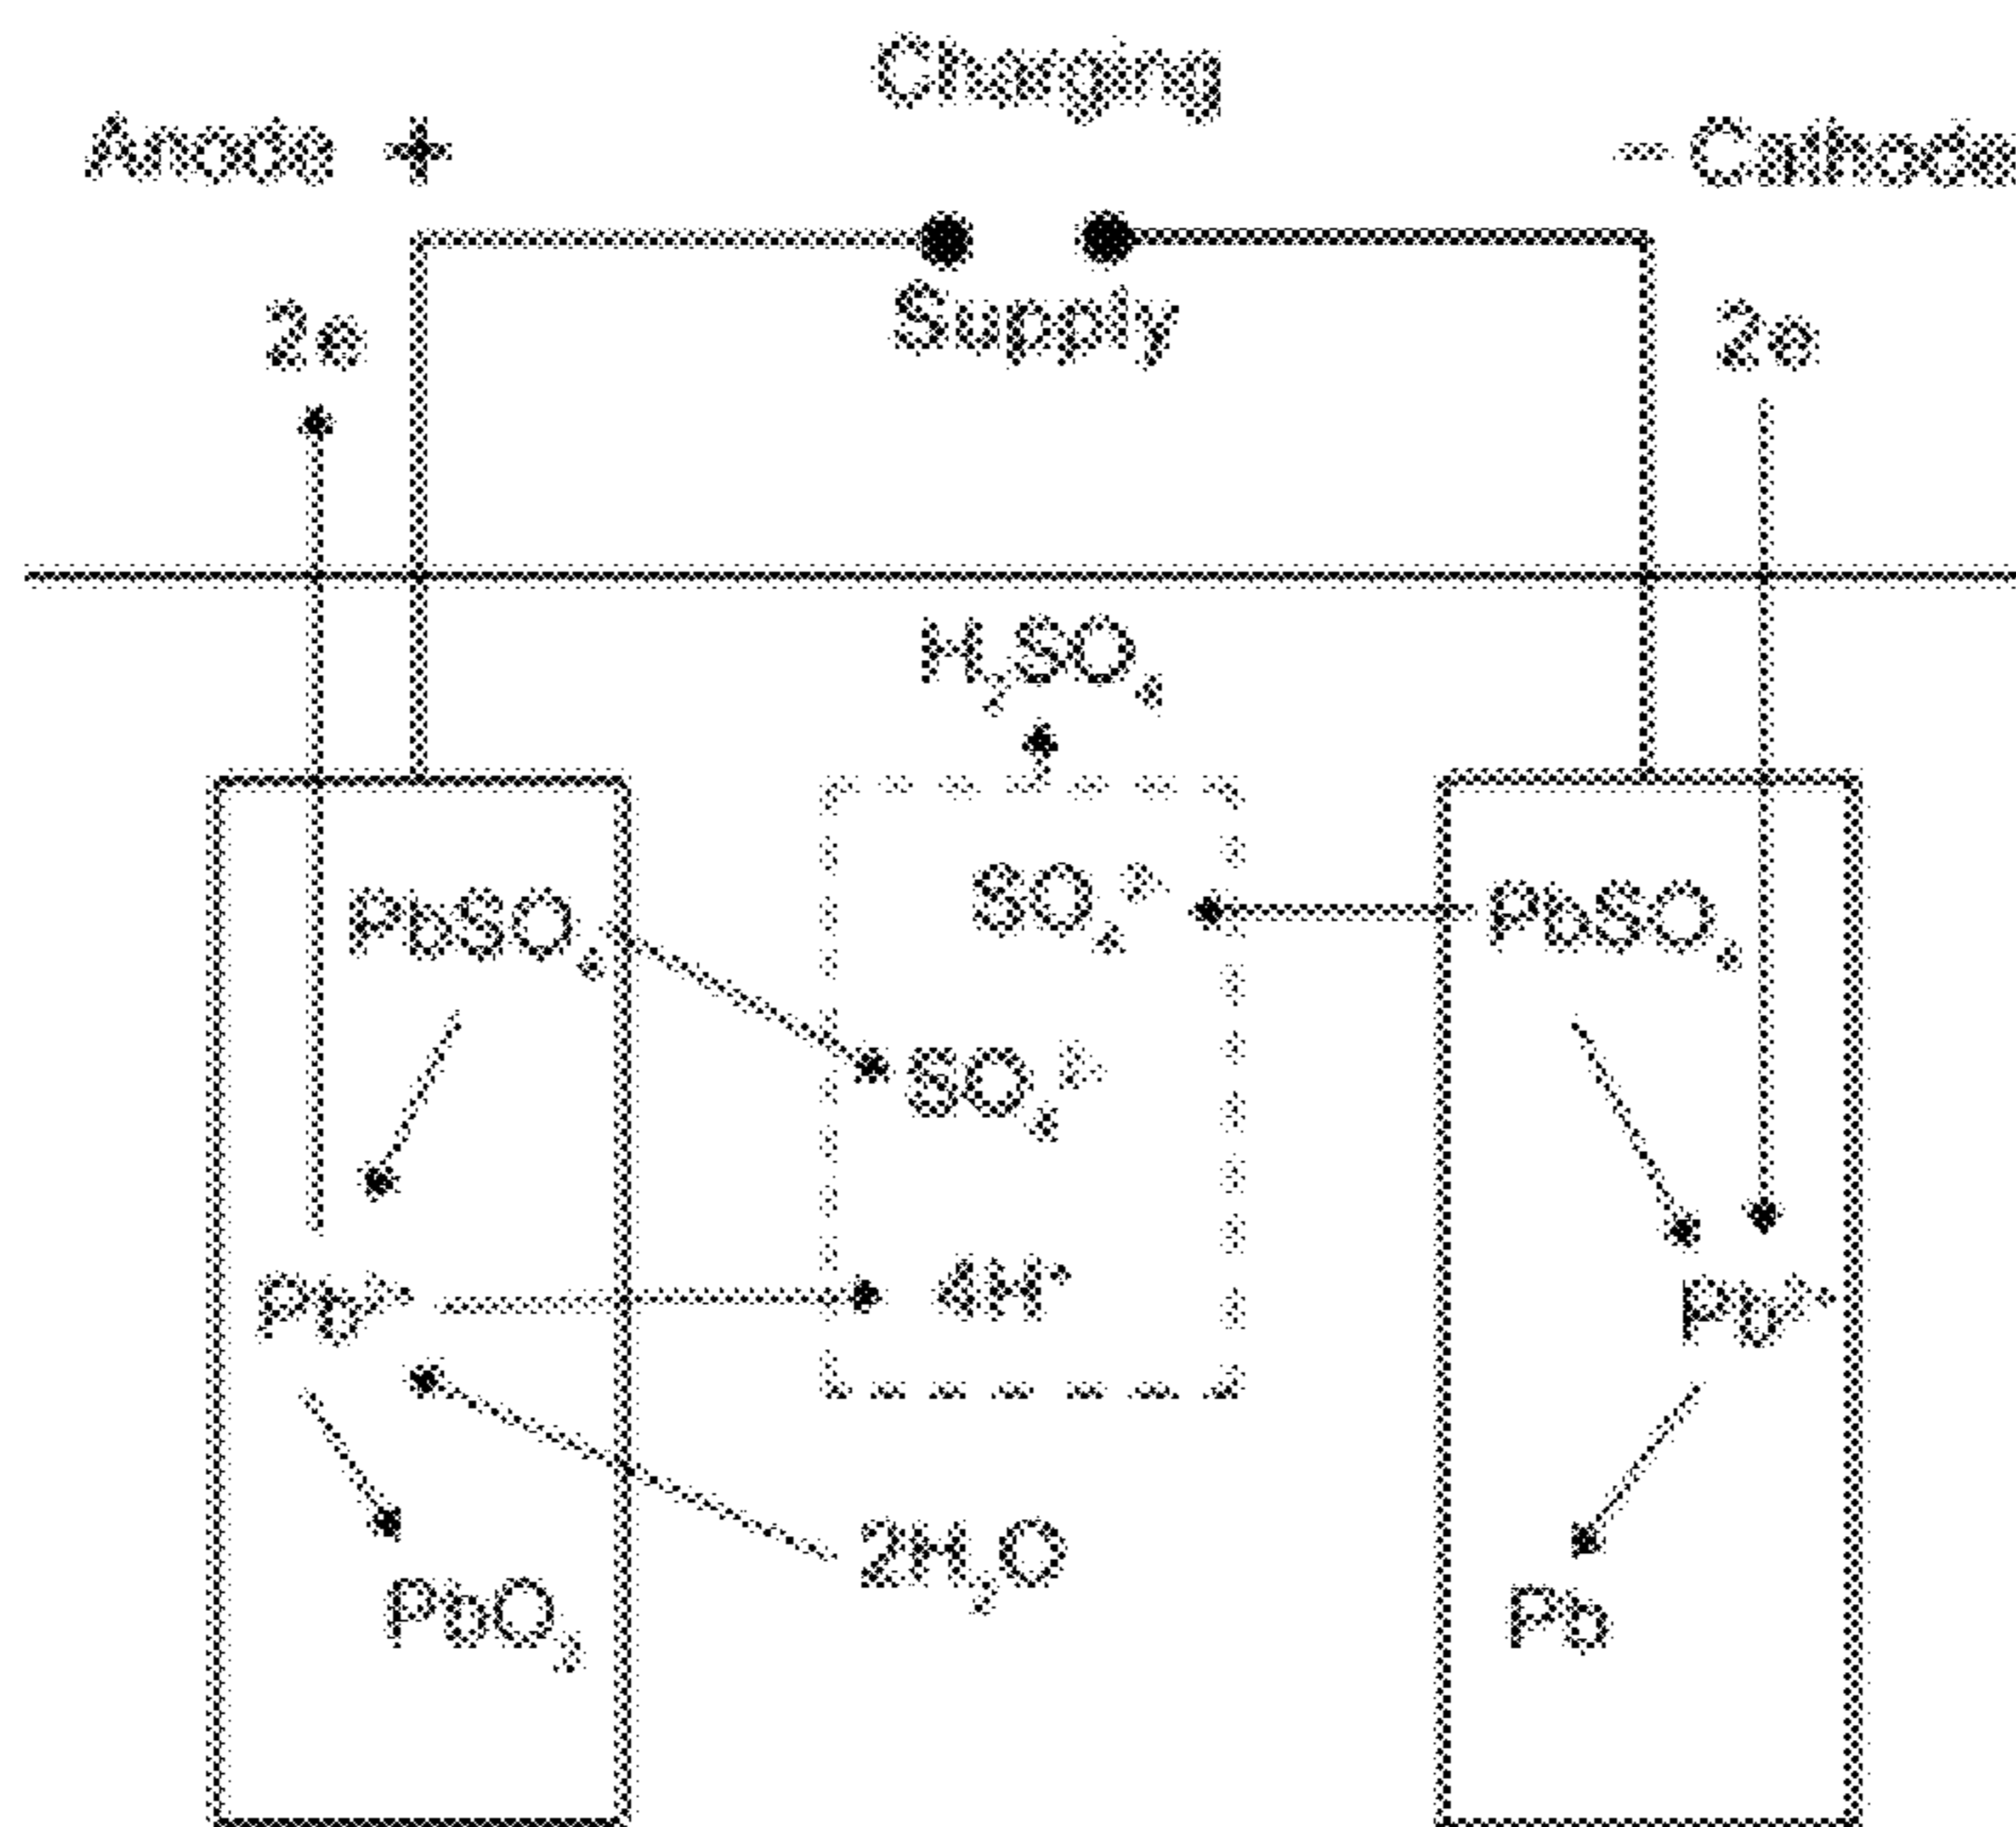 Charging
Anode +
– Cathode
Supply
2e
2e
H₂SO₄
SO₄²⁻
PbSO₄
PbSO₄
SO₄²⁻
Pb²⁺
4H⁺
Pb²⁺
2H₂O
PbO₂
Pb